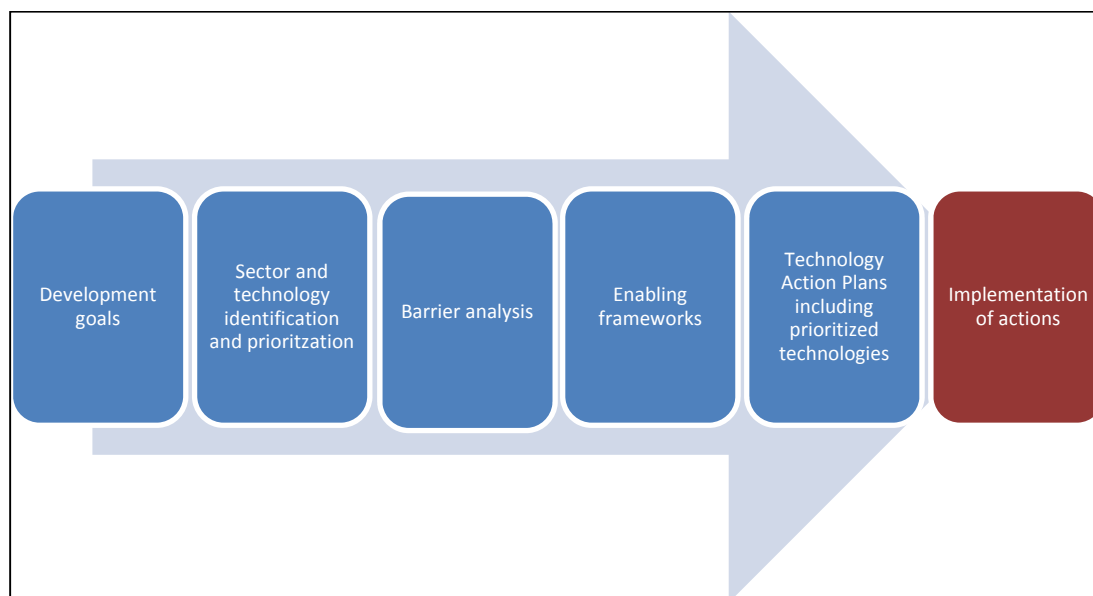 Development
goals
Sector and
technology
identification
and prioritzation
Barrier analysis
Enabling
frameworks
Technology
Action Plans
including
prioritized
technologies
Implementation
of actions